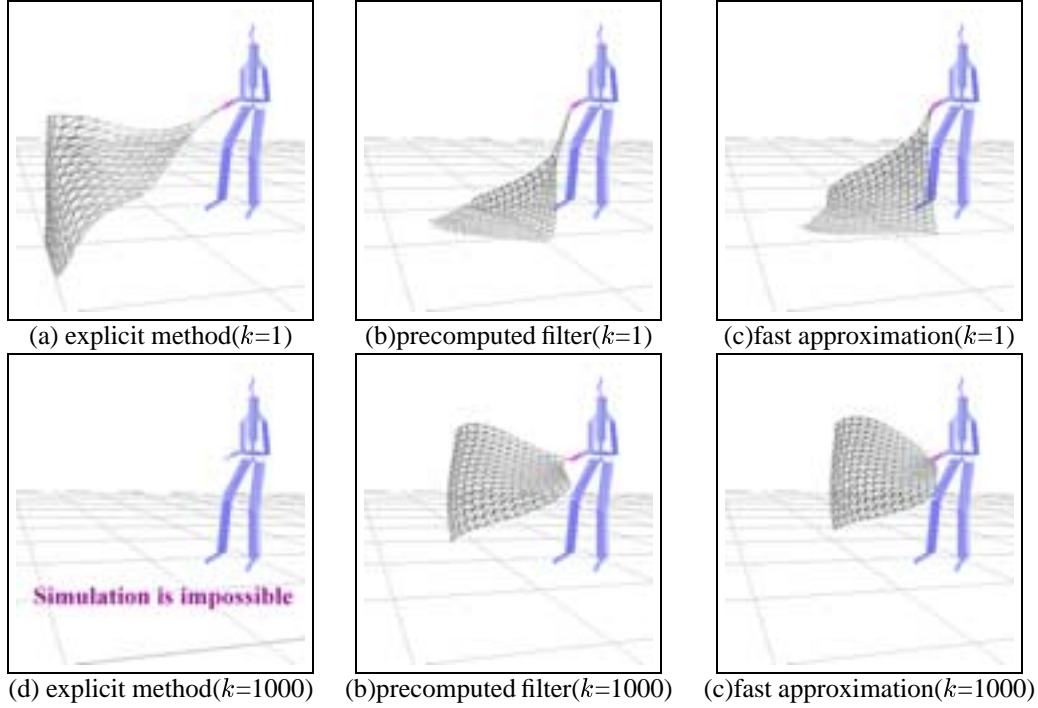 (a) explicit method(k=1)
(b)precomputed filter(k=1)
(c)fast approximation(k=1)
Simulation is impossible
(d) explicit method(k=1000)
(b)precomputed filter(k=1000)
(c)fast approximation(k=1000)